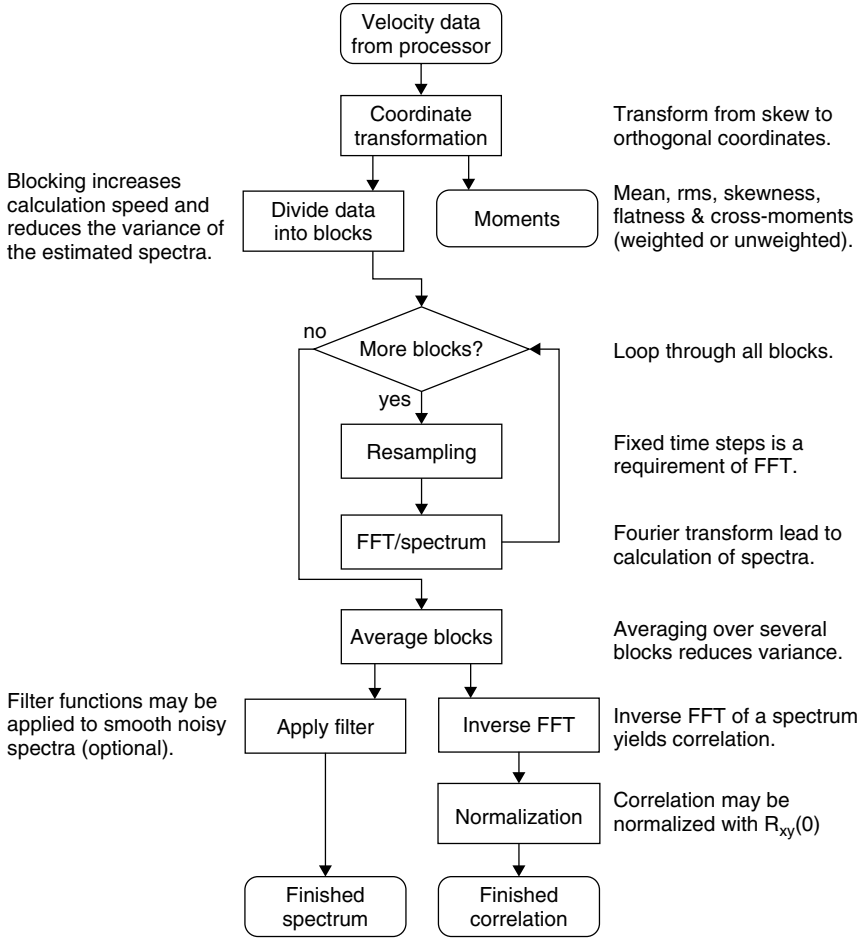 Velocity data
from processor
Coordinate
transformation
Transform from skew to
orthogonal coordinates.
Blocking increases
calculation speed and
reduces the variance of
the estimated spectra.
Divide data
into blocks
Moments
Mean, rms, skewness,
flatness & cross-moments
(weighted or unweighted).
no
More blocks?
Loop through all blocks.
yes
Resampling
Fixed time steps is a
requirement of FFT.
FFT/spectrum
Fourier transform lead to
calculation of spectra.
Average blocks
Averaging over several
blocks reduces variance.
Filter functions may be
applied to smooth noisy
spectra (optional).
Apply filter
Inverse FFT
Inverse FFT of a spectrum
yields correlation.
Normalization
Correlation may be
normalized with Rxy(0)
Finished
spectrum
Finished
correlation